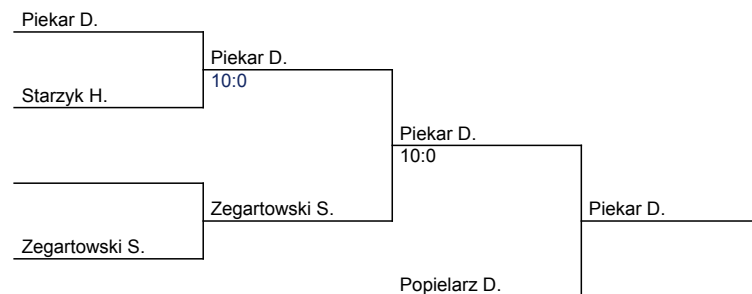 Piekar D.
Piekar D.
10:0
Starzyk H.
Piekar D.
10:0
Zegartowski S.
Piekar D.
Zegartowski S.
Popielarz D.